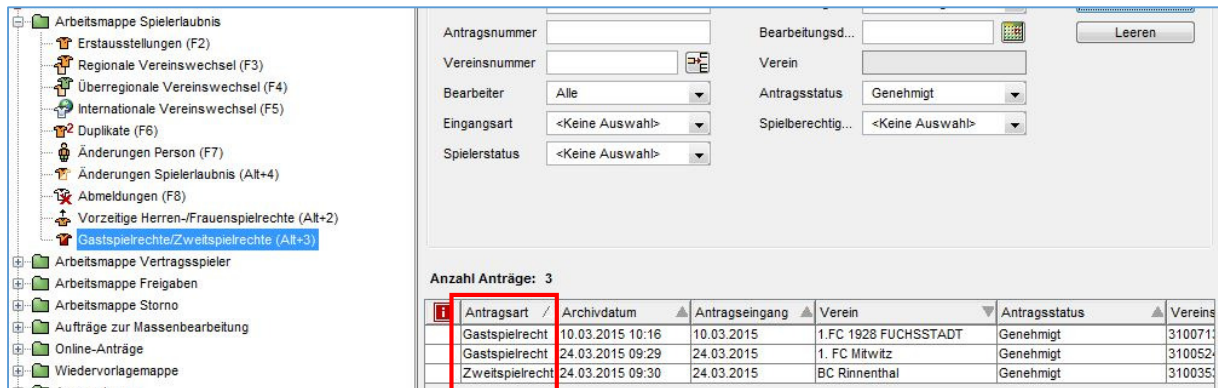 Arbeitsmappe Spielerlaubnis
Erstausstellungen (F2)
Regionale Vereinswechsel (F3)
Überregionale Vereinswechsel (F4)
Internationale Vereinswechsel (F5)
Duplikate (F6)
Änderungen Person (F7)
Änderungen Spielerlaubnis (Alt+4)
Abmeldungen (F8)
Vorzeitige Herren-/Frauenspielrechte (Alt+2)
Gastspielrechte/Zweitspielrechte (Alt+3)
Arbeitsmappe Vertragsspieler
Arbeitsmappe Freigaben
Arbeitsmappe Storno
Aufträge zur Massenbearbeitung
Online-Anträge
Wiedervorlagemappe
Antragsnummer Bearbeitungsd... Leeren
Vereinsnummer Verein
Bearbeiter Alle Antragsstatus Genehmigt
Eingangsart <Keine Auswahl> Spielberechtig... <Keine Auswahl>
Spielerstatus <Keine Auswahl>
Anzahl Anträge: 3
Antragsart Archivdatum Antragseingang Verein Antragsstatus Vereins
Gastspielrecht 10.03.2015 10:16 10.03.2015 1.FC 1928 FUCHSSTADT Genehmigt 310071
Gastspielrecht 24.03.2015 09:29 24.03.2015 1. FC Mitwitz Genehmigt 310052
Zweitspielrecht 24.03.2015 09:30 24.03.2015 BC Rinnenthal Genehmigt 310035